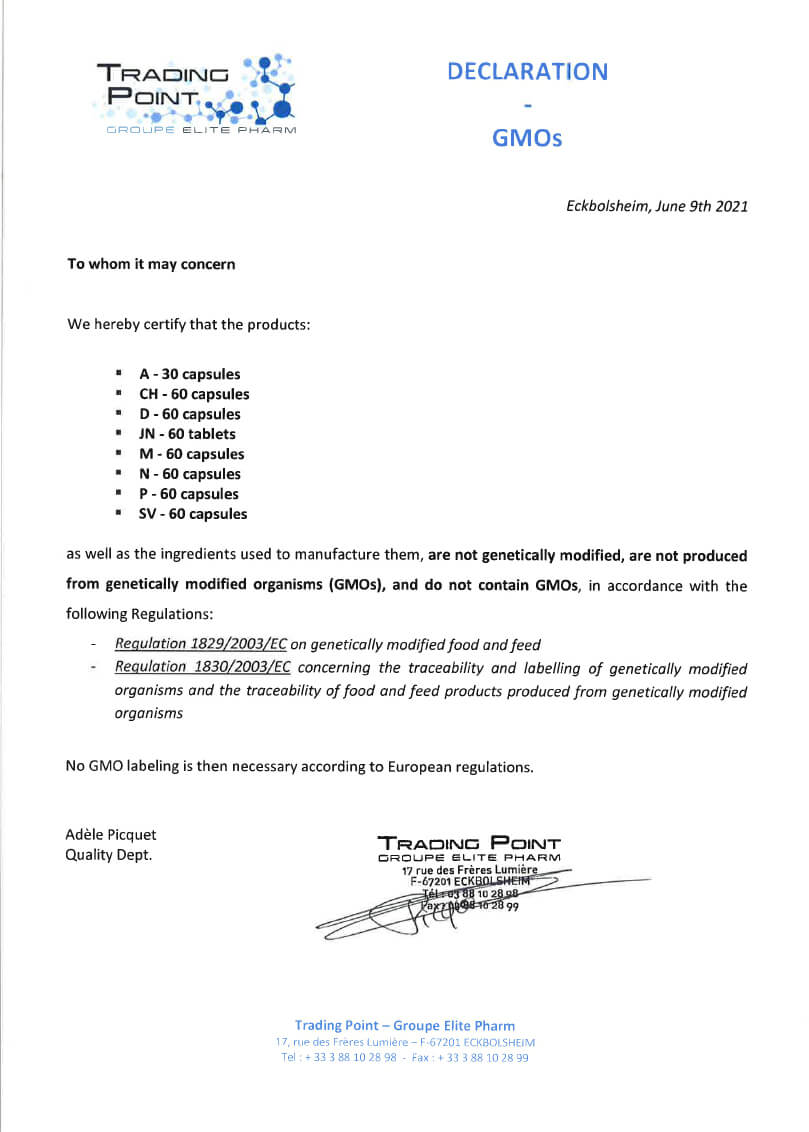 TRADING
POINT
GROUPE ELITE PHARM
DECLARATION
-
GMOs
Eckbolsheim, June 9th 2021
To whom it may concern
We hereby certify that the products:
▪ A - 30 capsules
▪ CH - 60 capsules
▪ D - 60 capsules
▪ JN - 60 tablets
▪ M - 60 capsules
▪ N - 60 capsules
▪ P - 60 capsules
▪ SV - 60 capsules
as well as the ingredients used to manufacture them, are not genetically modified, are not produced
from genetically modified organisms (GMOs), and do not contain GMOs, in accordance with the
following Regulations:
- Regulation 1829/2003/EC on genetically modified food and feed
- Regulation 1830/2003/EC concerning the traceability and labelling of genetically modified
organisms and the traceability of food and feed products produced from genetically modified
organisms
No GMO labeling is then necessary according to European regulations.
Adèle Picquet
Quality Dept.
TRADING POINT
GROUPE ELITE PHARM
17 rue des Frères Lumière
F-67201 ECKBOLSHEIM
Tél : 03 88 10 28 98
Fax : 88 10 28 99
Trading Point – Groupe Elite Pharm
17, rue des Frères Lumière – F-67201 ECKBOLSHEIM
Tel : + 33 3 88 10 28 98 - Fax : + 33 3 88 10 28 99